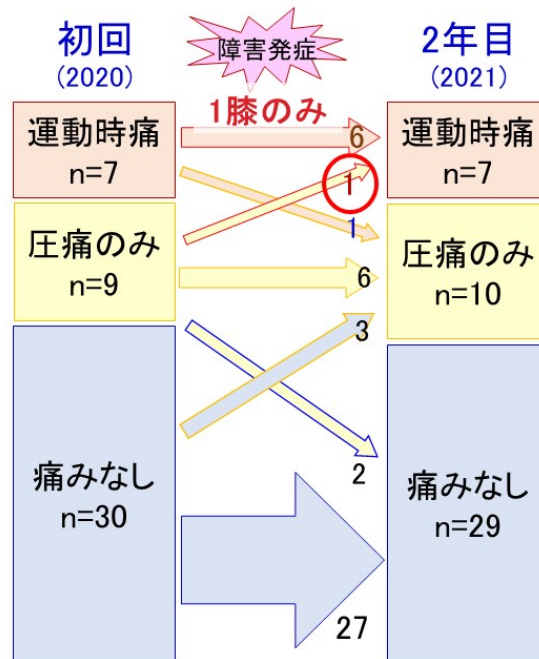 初回
(2020)
障害発症
2年目
(2021)
運動時痛
n=7
1膝のみ
6
1
1
運動時痛
n=7
圧痛のみ
n=9
6
3
圧痛のみ
n=10
痛みなし
n=30
2
27
痛みなし
n=29